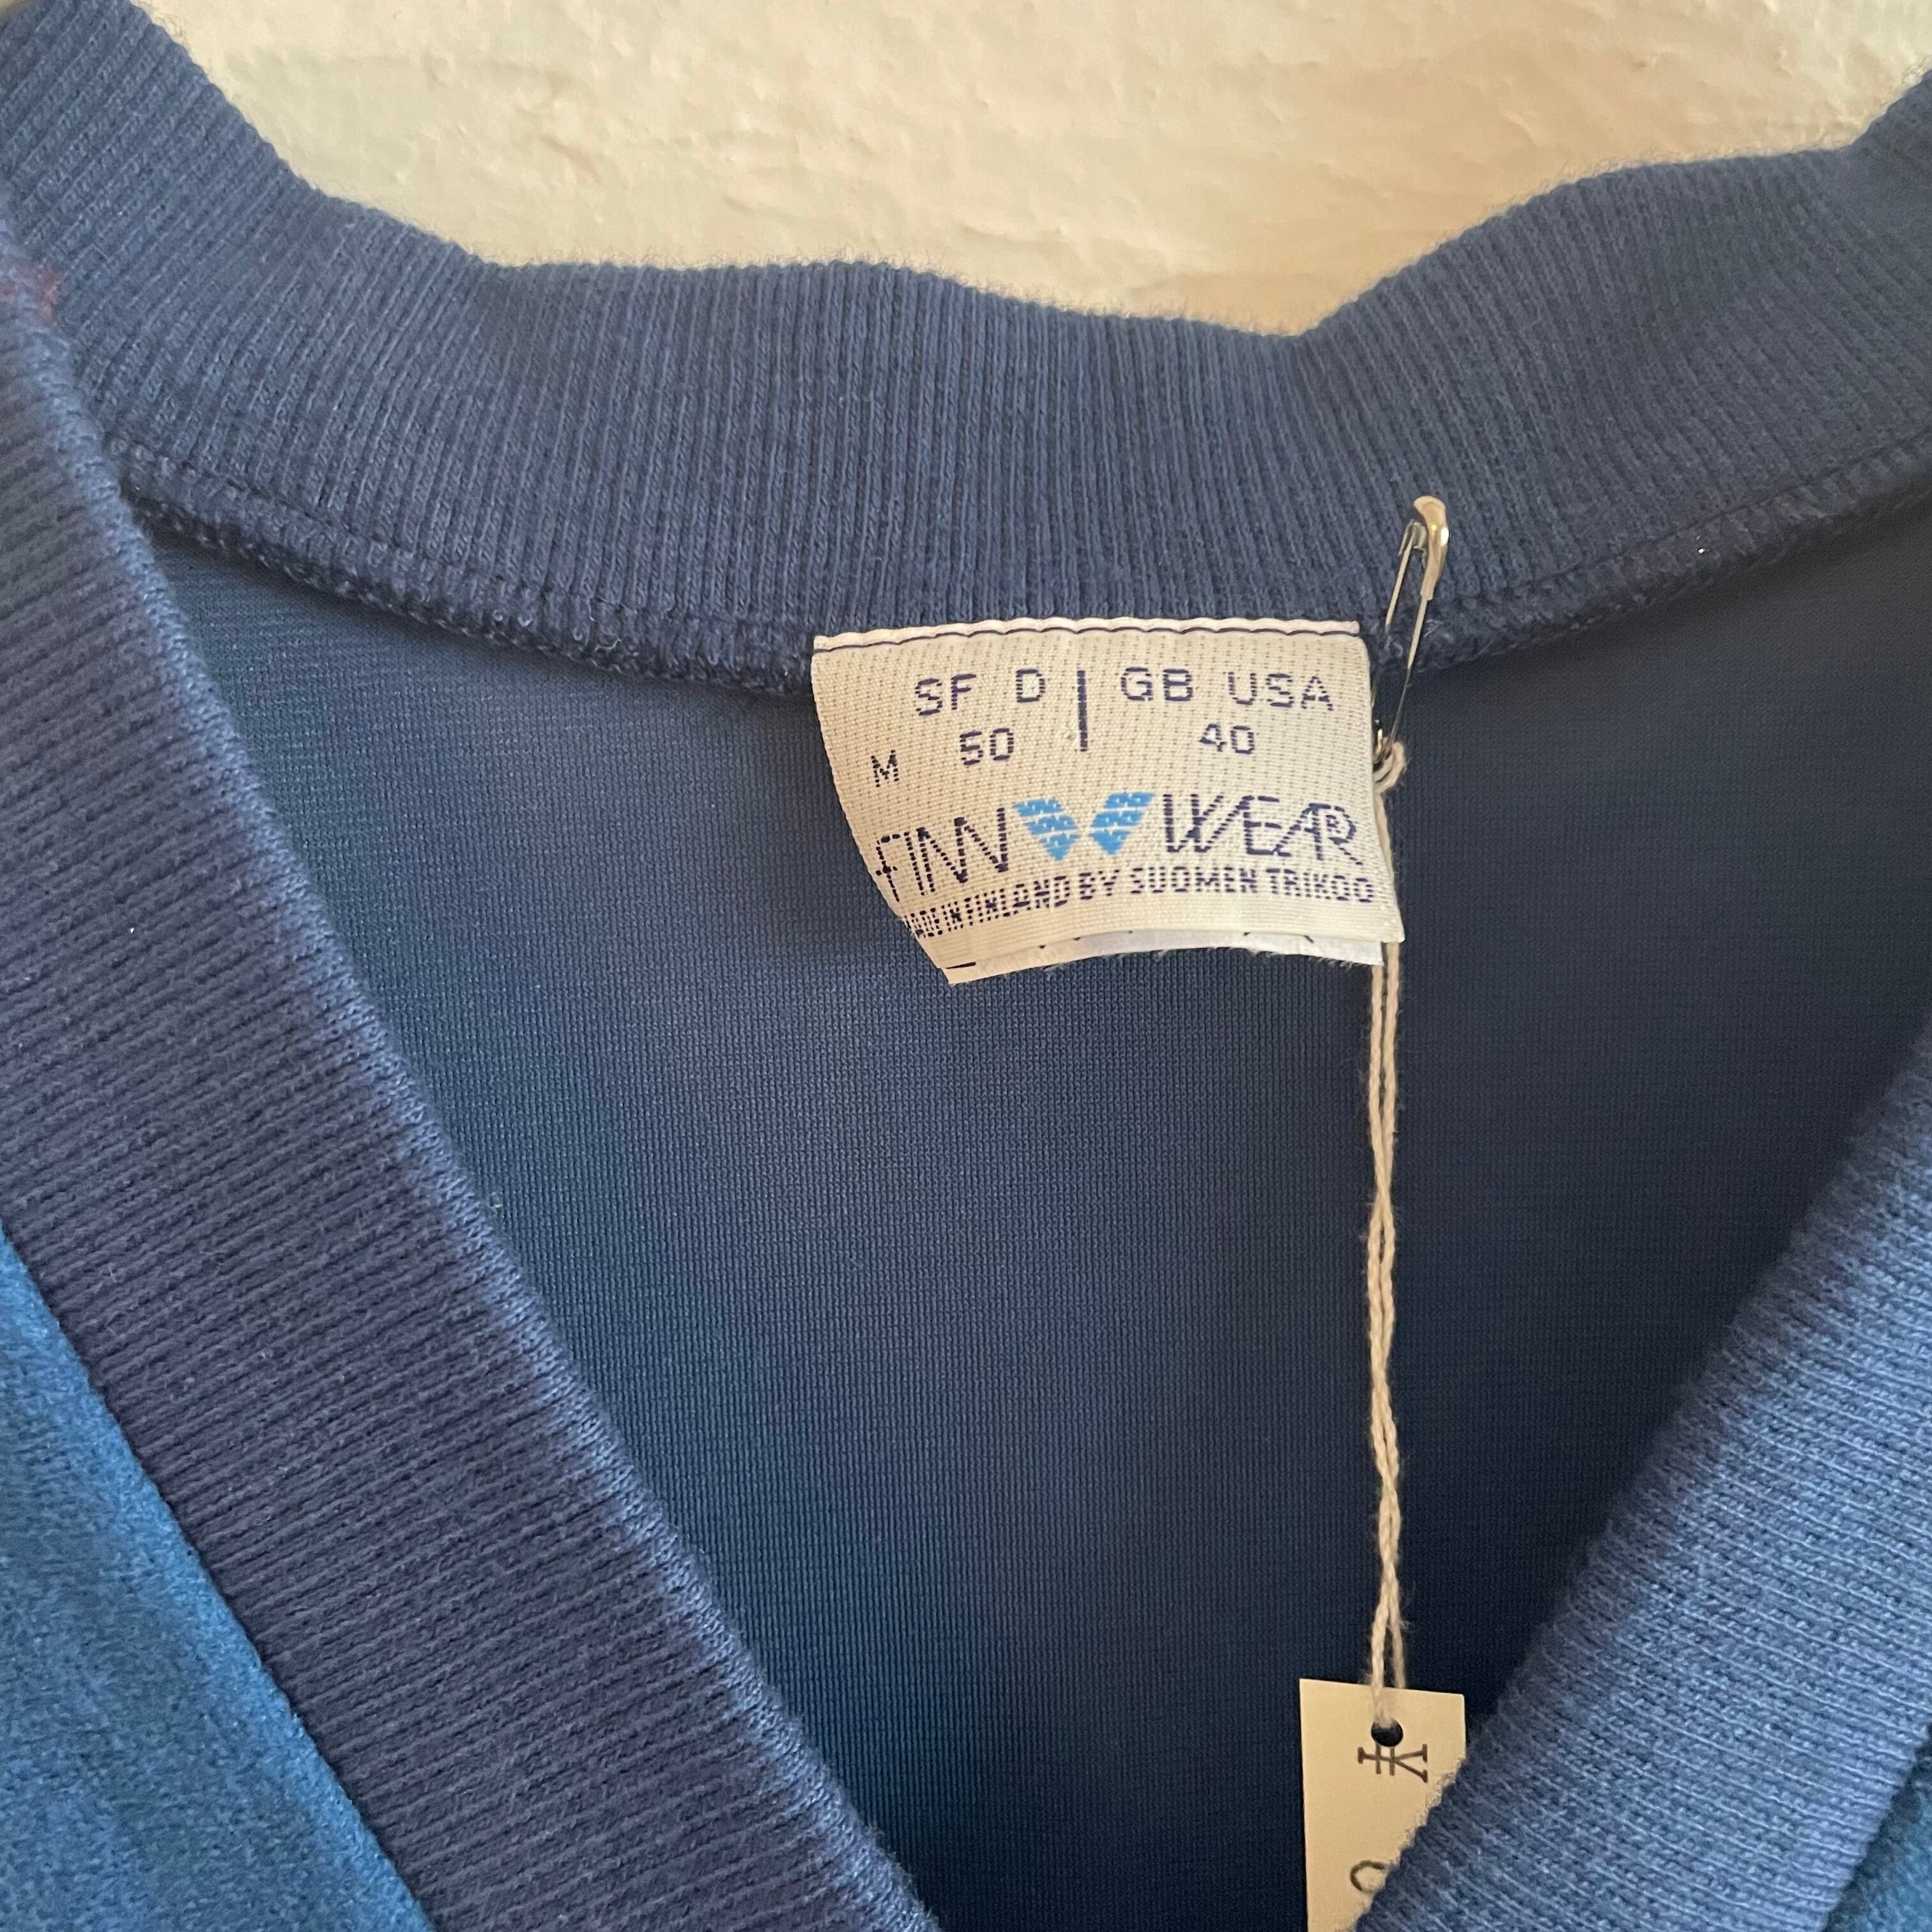 SF D | GB USA
M 50 | 40
FINN WEAR ®
MADE IN FINLAND BY SUOMEN TRIKOO